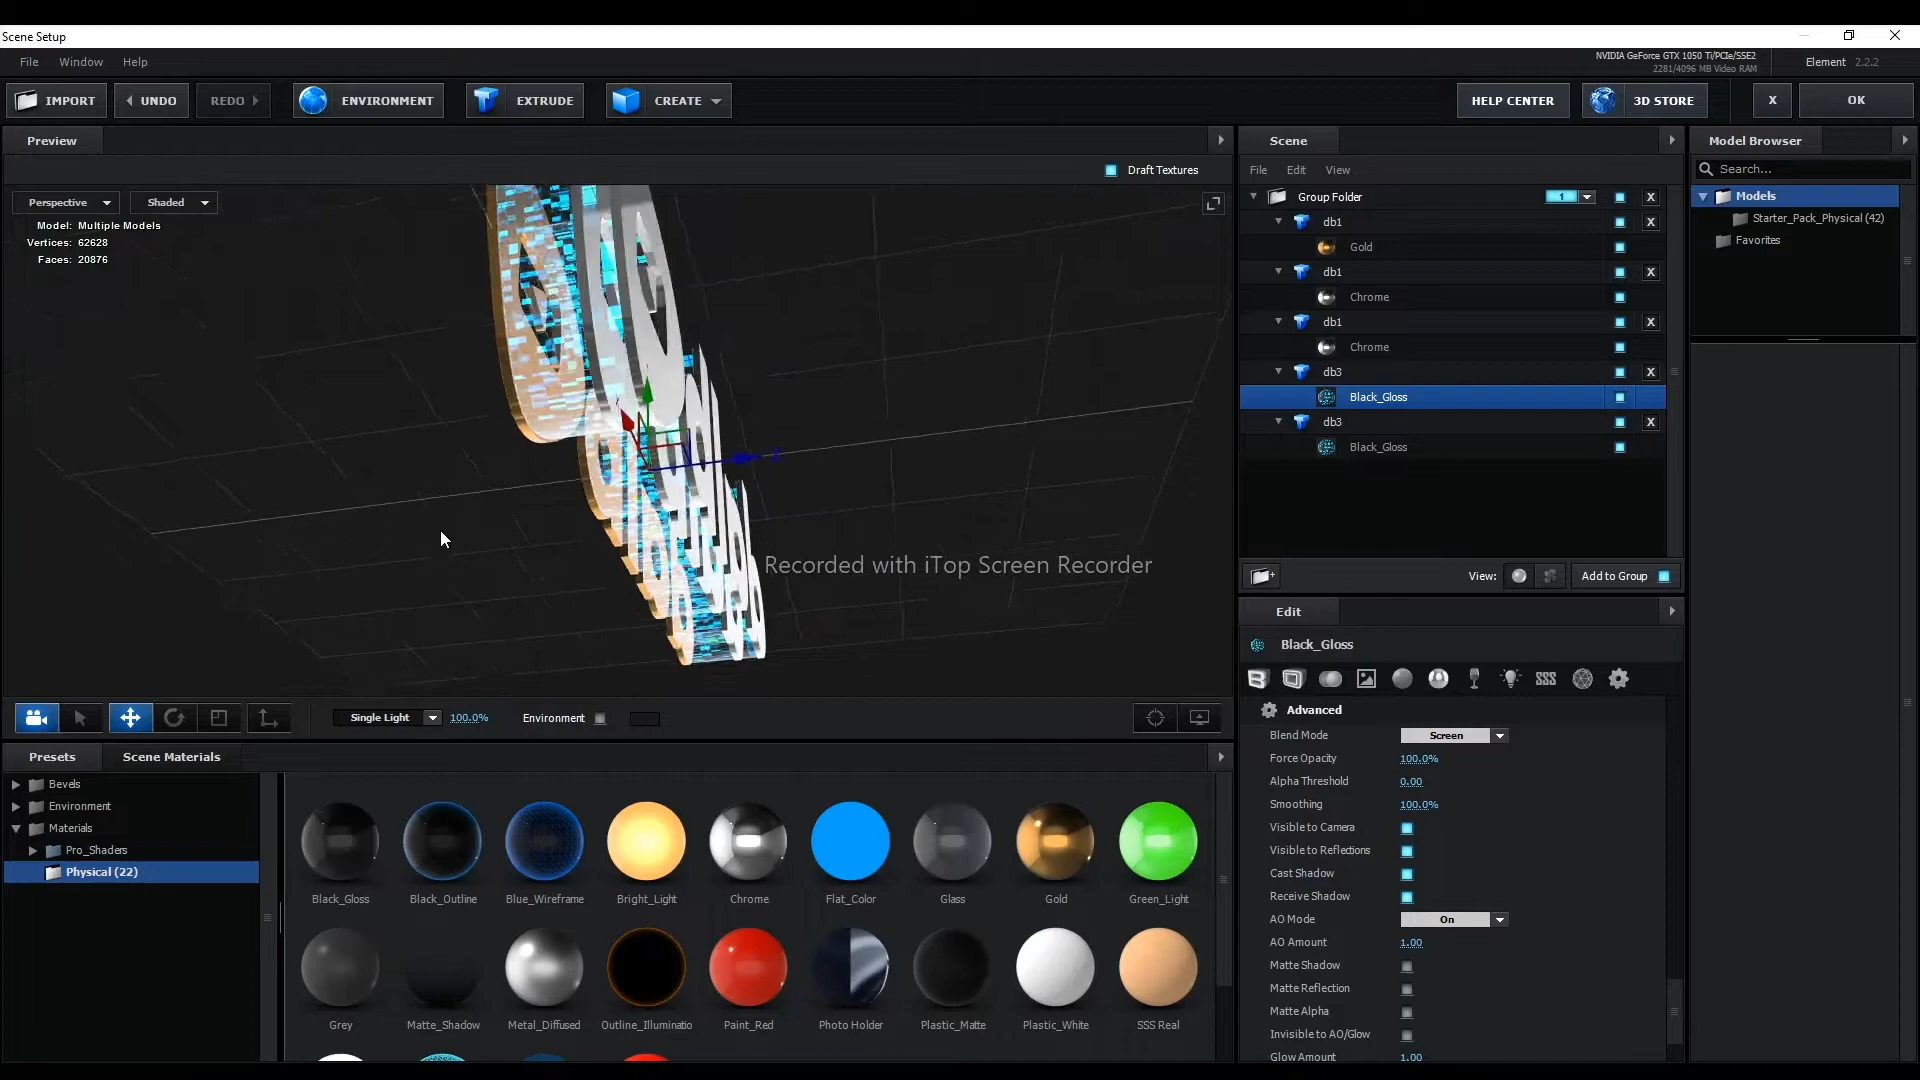 Scene Setup
File Window Help
NVIDIA GeForce GTX 1050 Ti/PCIe/SSE2
2281/4096 MB Video RAM
Element 2.2.2
IMPORT UNDO REDO ENVIRONMENT EXTRUDE CREATE HELP CENTER 3D STORE X OK
Preview
Draft Textures
Perspective Shaded
Model: Multiple Models
Vertices: 62628
Faces: 20876
Z
Recorded with iTop Screen Recorder
Single Light 100.0% Environment
Scene
File Edit View
Group Folder 1 X
db1 X
Gold
db1 X
Chrome
db1 X
Chrome
db3 X
Black_Gloss
db3 X
Black_Gloss
View: Add to Group
Model Browser
Search...
Models
Starter_Pack_Physical (42)
Favorites
Edit
Black_Gloss
SSS
Advanced
Blend Mode Screen
Force Opacity 100.0%
Alpha Threshold 0.00
Smoothing 100.0%
Visible to Camera
Visible to Reflections
Cast Shadow
Receive Shadow
AO Mode On
AO Amount 1.00
Matte Shadow
Matte Reflection
Matte Alpha
Invisible to AO/Glow
Glow Amount 1.00
Presets Scene Materials
Bevels
Environment
Materials
Pro_Shaders
Physical (22)
Black_Gloss Black_Outline Blue_Wireframe Bright_Light Chrome Flat_Color Glass Gold Green_Light
Grey Matte_Shadow Metal_Diffused Outline_Illuminatio Paint_Red Photo Holder Plastic_Matte Plastic_White SSS Real